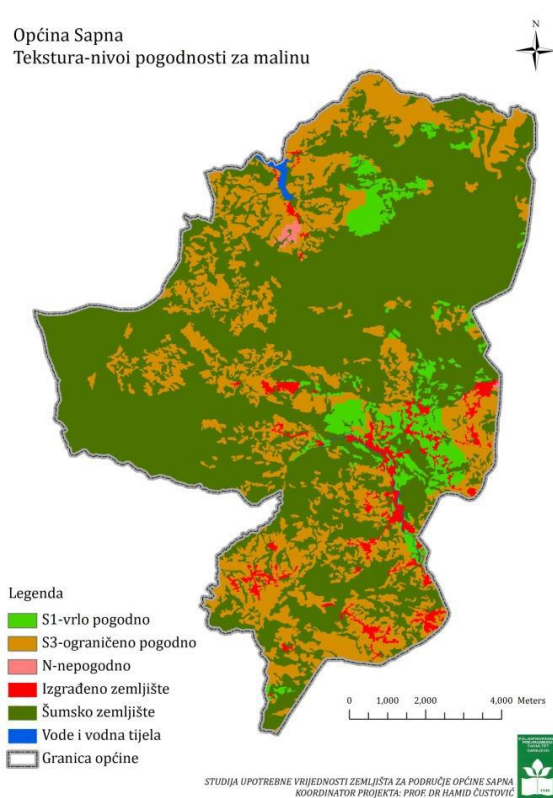 Općina Sapna
Tekstura-nivoi pogodnosti za malinu
N
Legenda
S1-vrlo pogodno
S3-ograničeno pogodno
N-nepogodno
Izgrađeno zemljište
Šumsko zemljište
Vode i vodna tijela
Granica općine
0 1,000 2,000 4,000 Meters
STUDIJA UPOTREBNE VRIJEDNOSTI ZEMLJIŠTA ZA PODRUČJE OPĆINE SAPNA
KOORDINATOR PROJEKTA: PROF. DR HAMID ČUSTOVIĆ